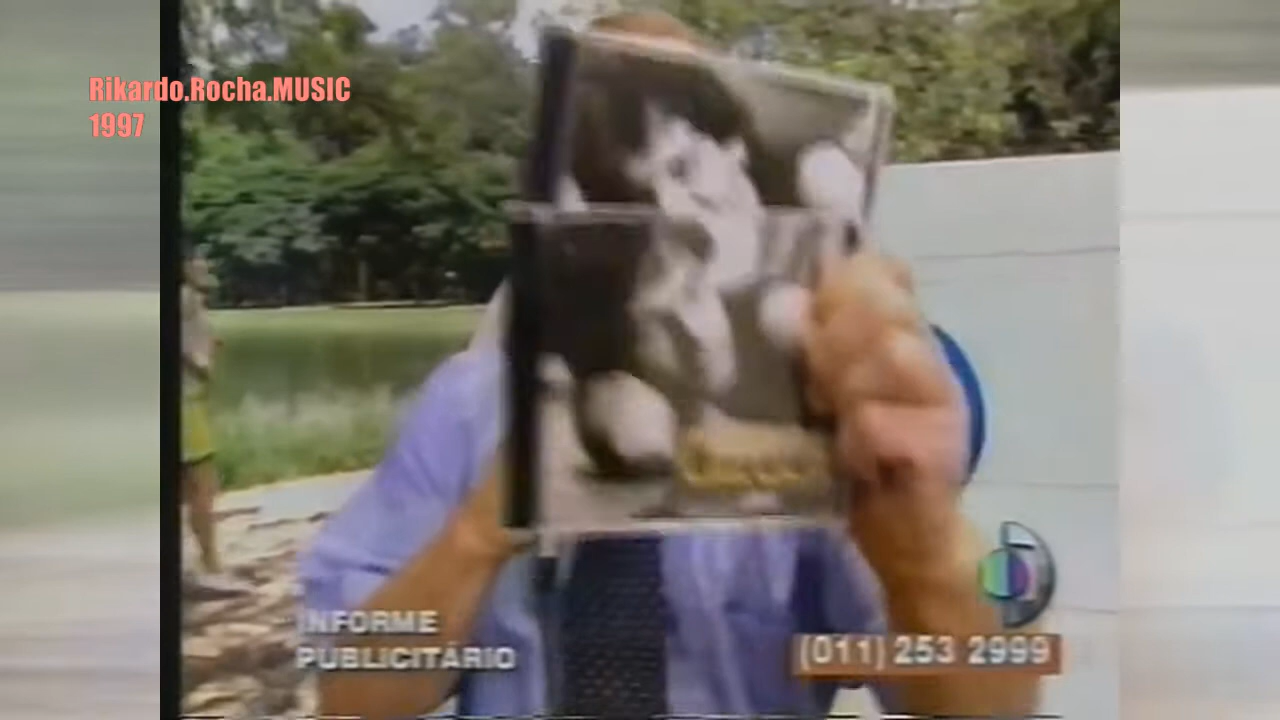 Rikardo.Rocha.MUSIC
1997
INFORME
PUBLICITÁRIO
(011) 253 2999